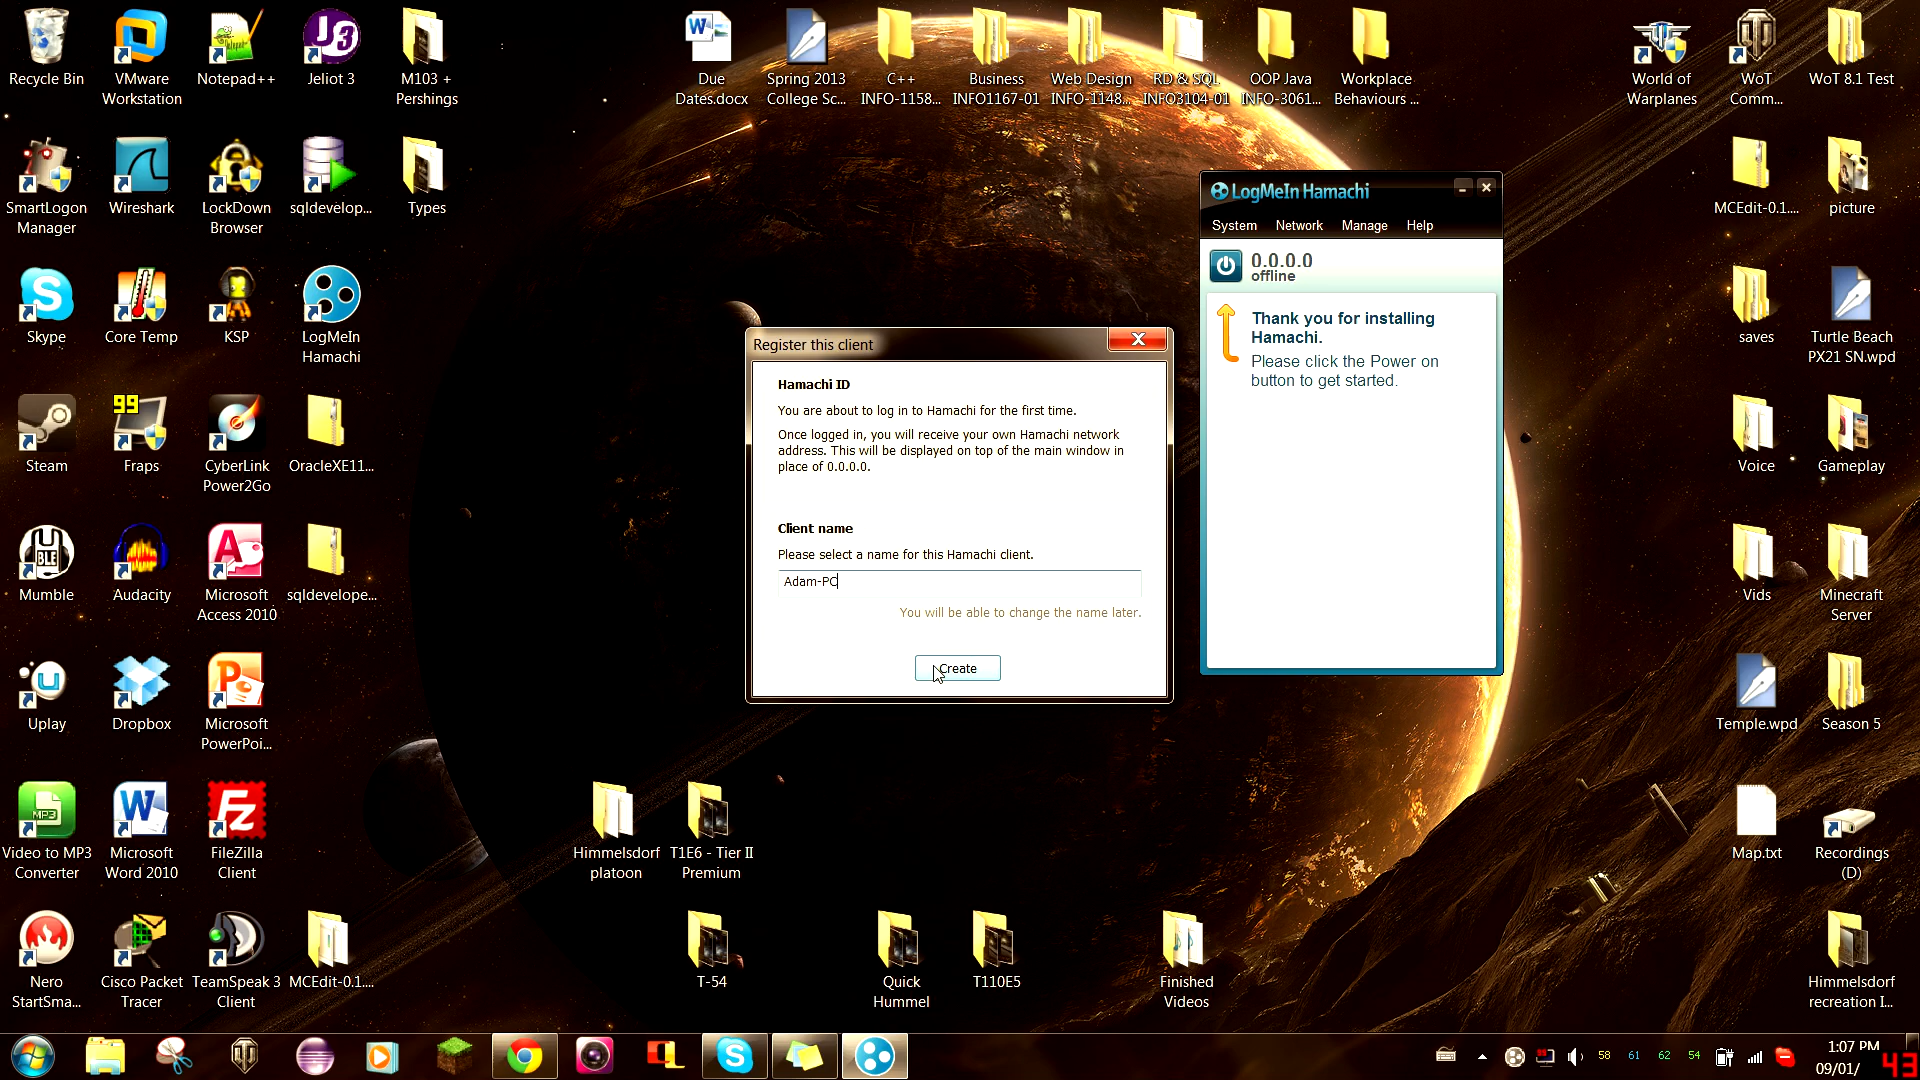 Recycle Bin
VMware
Workstation
Notepad++
Jeliot 3
M103 +
Pershings
Due
Dates.docx
Spring 2013
College Sc...
C++
INFO-1158...
Business
INFO1167-01
Web Design
INFO-1148...
RD & SQL
INFO3104-01
OOP Java
INFO-3061...
Workplace
Behaviours ...
World of
Warplanes
WoT
Comm...
WoT 8.1 Test
SmartLogon
Manager
Wireshark
LockDown
Browser
sqldevelop...
Types
MCEdit-0.1....
picture
LogMeIn Hamachi
System Network Manage Help
0.0.0.0
offline
Thank you for installing
Hamachi.
Please click the Power on
button to get started.
Skype
Core Temp
KSP
LogMeIn
Hamachi
saves
Turtle Beach
PX21 SN.wpd
Register this client
Hamachi ID
You are about to log in to Hamachi for the first time.
Once logged in, you will receive your own Hamachi network
address. This will be displayed on top of the main window in
place of 0.0.0.0.
Client name
Please select a name for this Hamachi client.
Adam-PC
You will be able to change the name later.
Create
99
Steam
Fraps
CyberLink
Power2Go
OracleXE11...
Voice
Gameplay
BLE
Mumble
Audacity
Microsoft
Access 2010
sqldevelope...
Vids
Minecraft
Server
Uplay
Dropbox
Microsoft
PowerPoi...
Temple.wpd
Season 5
MP3
Video to MP3
Converter
Microsoft
Word 2010
FileZilla
Client
Himmelsdorf
platoon
T1E6 - Tier II
Premium
Map.txt
Recordings
(D)
Nero
StartSma...
Cisco Packet
Tracer
TeamSpeak 3
Client
MCEdit-0.1....
T-54
Quick
Hummel
T110E5
Finished
Videos
Himmelsdorf
recreation I...
58 61 62 54
1:07 PM
09/01/
43